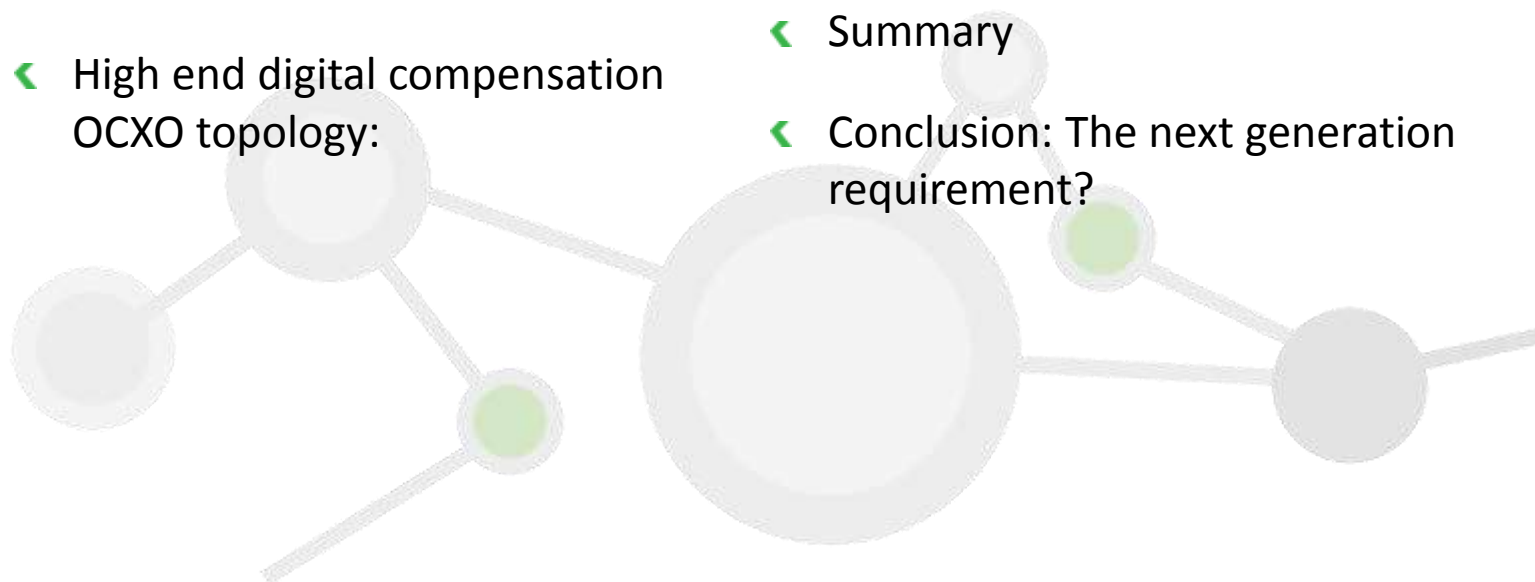 High end digital compensation
OCXO topology:
Summary
Conclusion: The next generation
requirement?